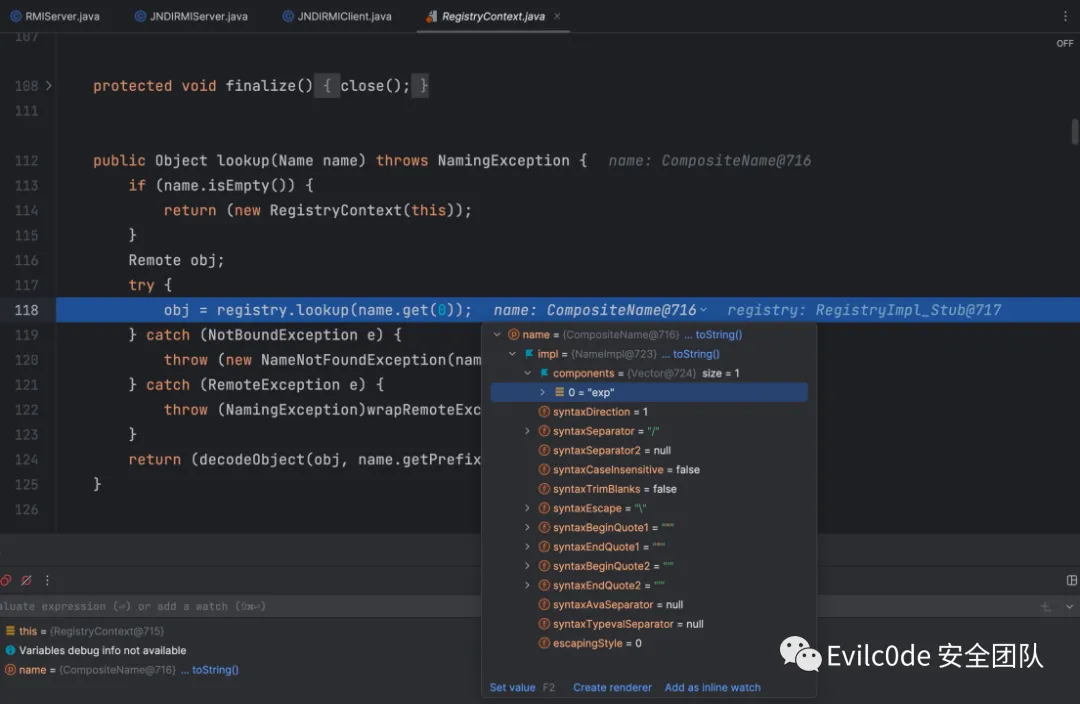 RMIServer.java JNDIRMIServer.java JNDIRMIClient.java RegistryContext.java ×
OFF
107
108 protected void finalize() { close(); }
111
112 public Object lookup(Name name) throws NamingException { name: CompositeName@716
113 if (name.isEmpty()) {
114 return (new RegistryContext(this));
115 }
116 Remote obj;
117 try {
118 obj = registry.lookup(name.get(0)); name: CompositeName@716 registry: RegistryImpl_Stub@717
119 } catch (NotBoundException e) {
120 throw (new NameNotFoundException(nam
121 } catch (RemoteException e) {
122 throw (NamingException)wrapRemoteExc
123 }
124 return (decodeObject(obj, name.getPrefix
125 }
126
name = {CompositeName@716} ... toString()
impl = {NameImpl@723} ... toString()
components = {Vector@724} size = 1
0 = "exp"
syntaxDirection = 1
syntaxSeparator = "/"
syntaxSeparator2 = null
syntaxCaseInsensitive = false
syntaxTrimBlanks = false
syntaxEscape = "\"
syntaxBeginQuote1 = """
syntaxEndQuote1 = """
syntaxBeginQuote2 = "'"
syntaxEndQuote2 = "'"
syntaxAvaSeparator = null
syntaxTypevalSeparator = null
escapingStyle = 0
Set value F2 Create renderer Add as inline watch
aluate expression (⏎) or add a watch (⇧⌘⏎)
this = {RegistryContext@715}
Variables debug info not available
name = {CompositeName@716} ... toString()
Evilc0de 安全团队